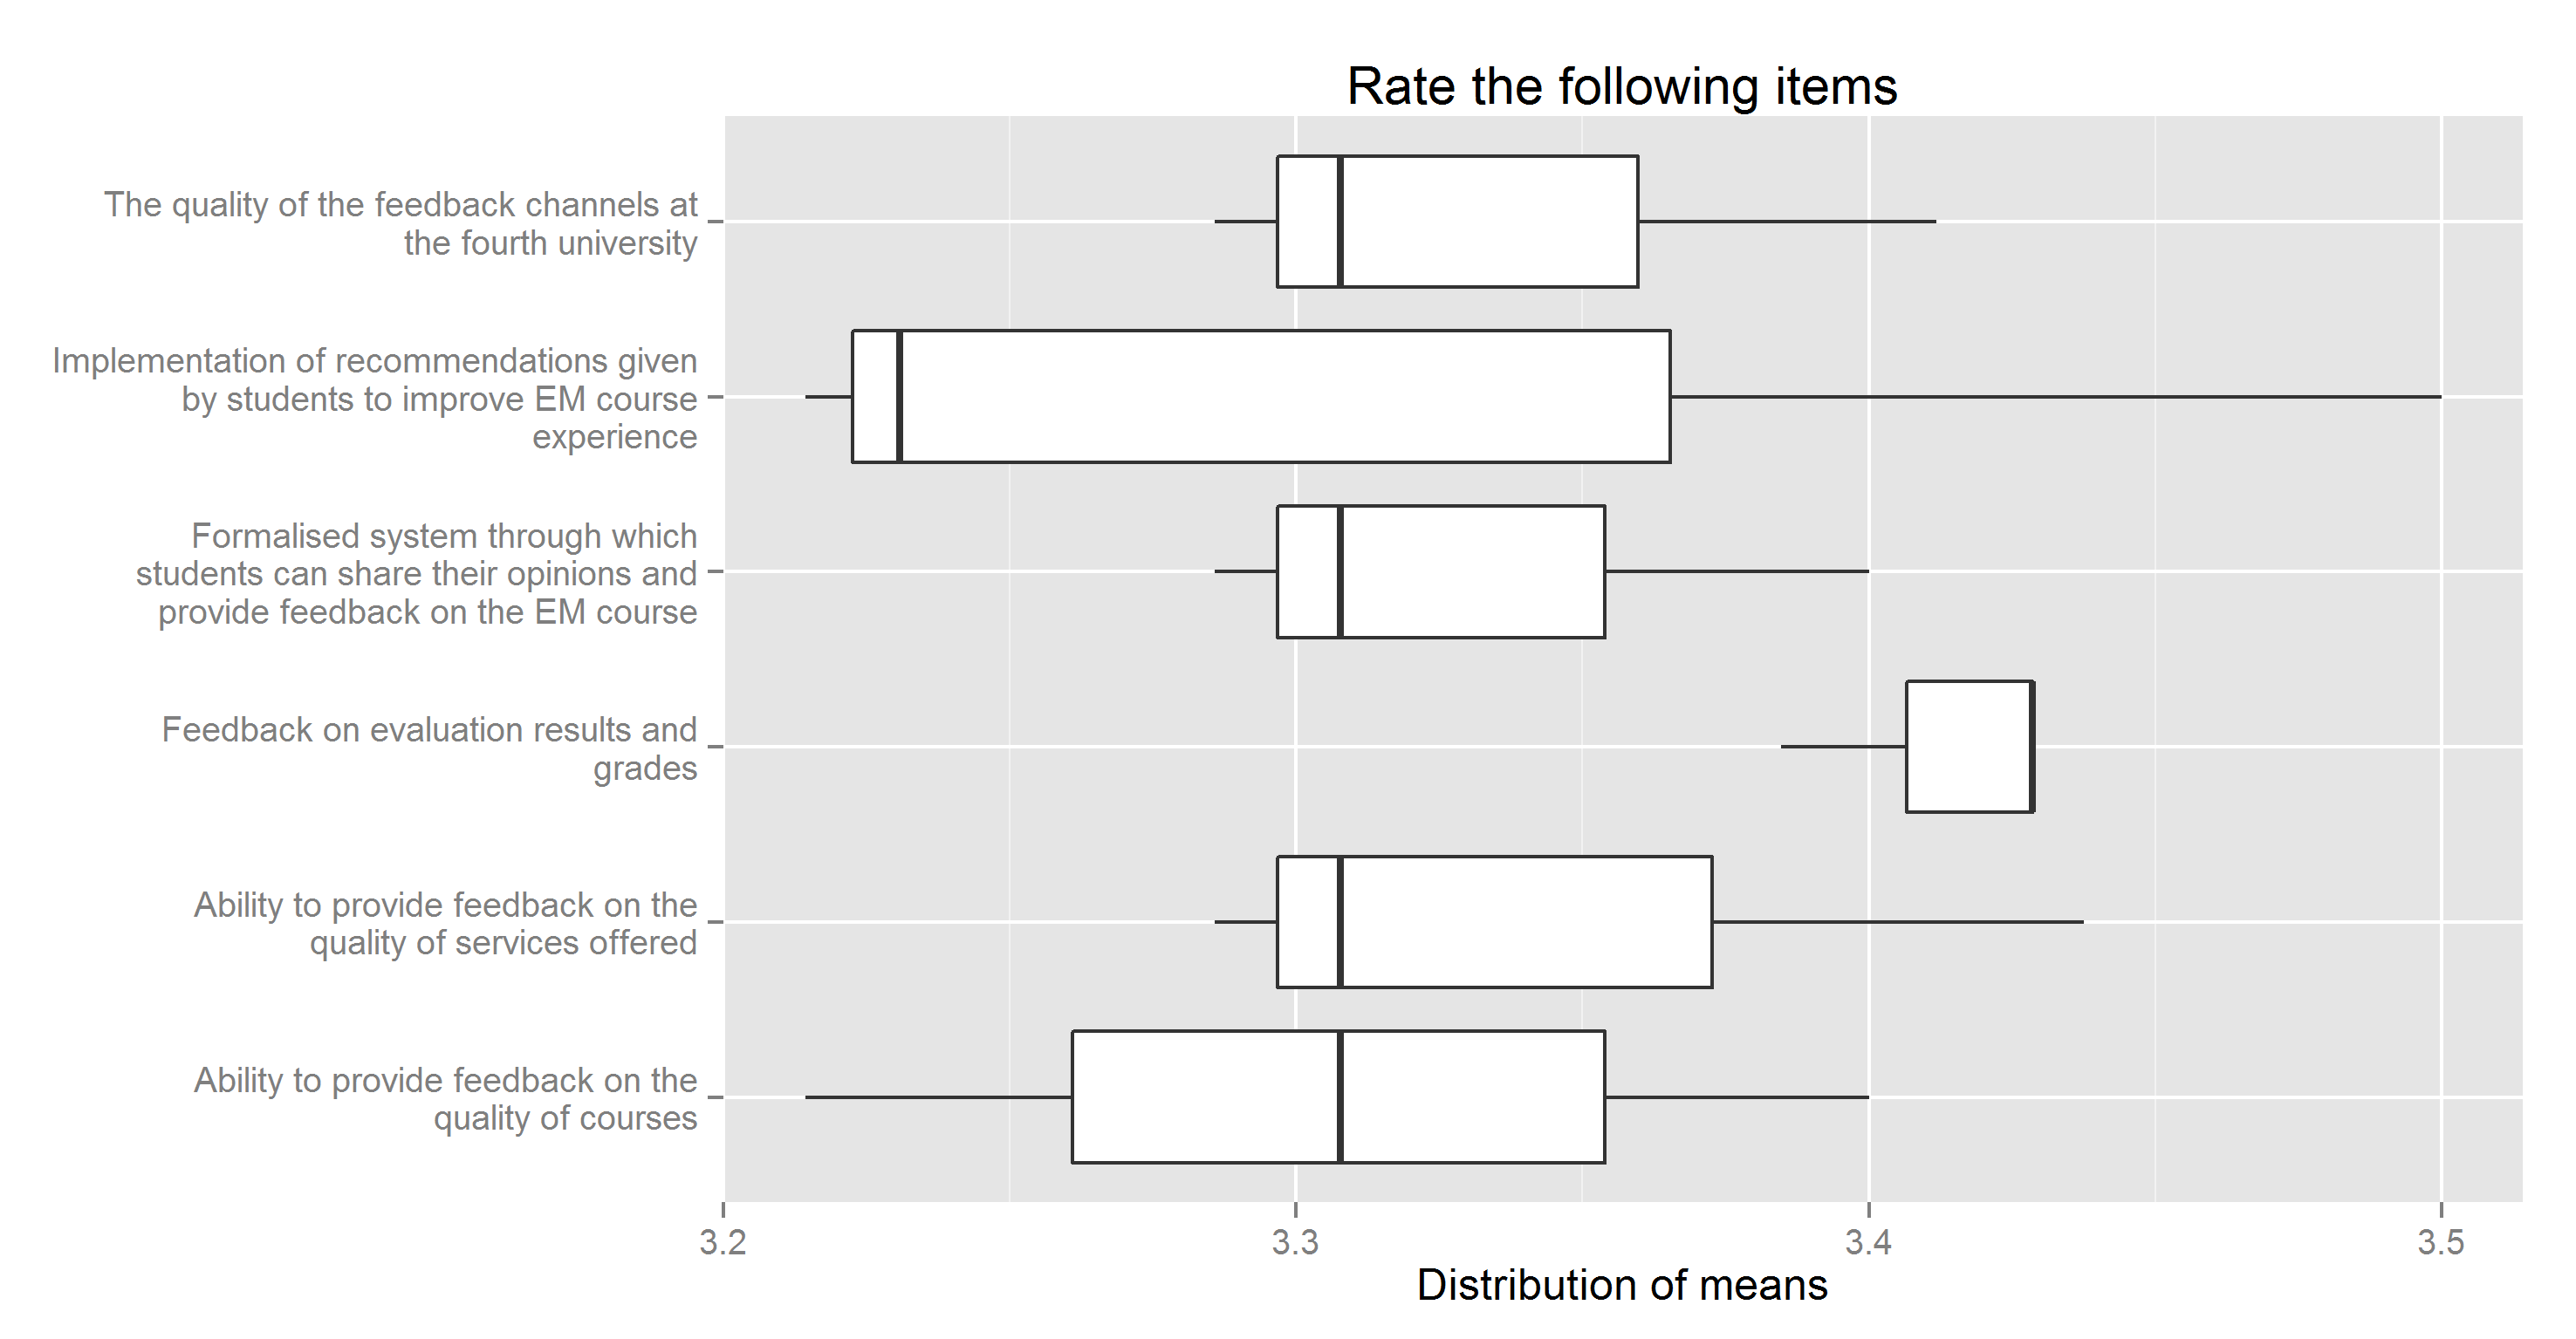 Rate the following items
The quality of the feedback channels at
the fourth university
Implementation of recommendations given
by students to improve EM course
experience
Formalised system through which
students can share their opinions and
provide feedback on the EM course
Feedback on evaluation results and
grades
Ability to provide feedback on the
quality of services offered
Ability to provide feedback on the
quality of courses
3.2 3.3 3.4 3.5
Distribution of means